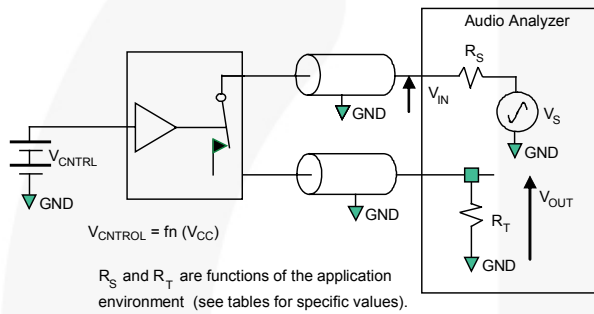 Audio Analyzer
R_S
GND
V_IN
V_S
GND
V_CNTRL
GND
GND
V_OUT
R_T
GND
V_CNTROL = fn (V_CC)
R_S and R_T are functions of the application
environment (see tables for specific values).